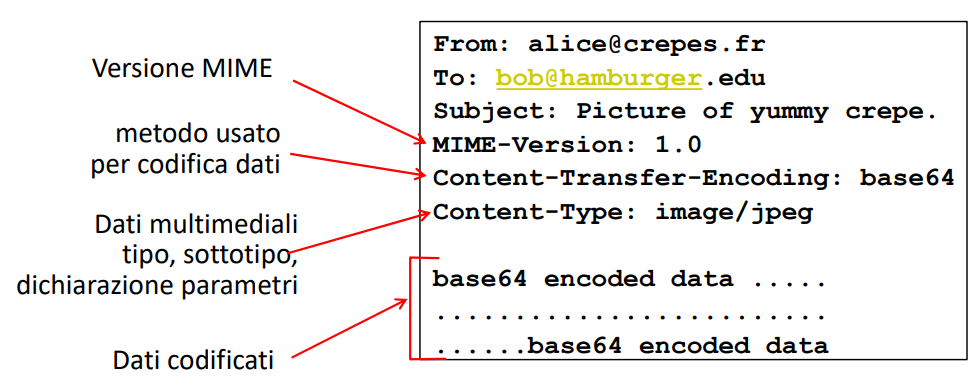 Versione MIME
metodo usato
per codifica dati
Dati multimediali
tipo, sottotipo,
dichiarazione parametri
Dati codificati
From: alice@crepes.fr
To: bob@hamburger.edu
Subject: Picture of yummy crepe.
MIME-Version: 1.0
Content-Transfer-Encoding: base64
Content-Type: image/jpeg
base64 encoded data .....
.........................
......base64 encoded data